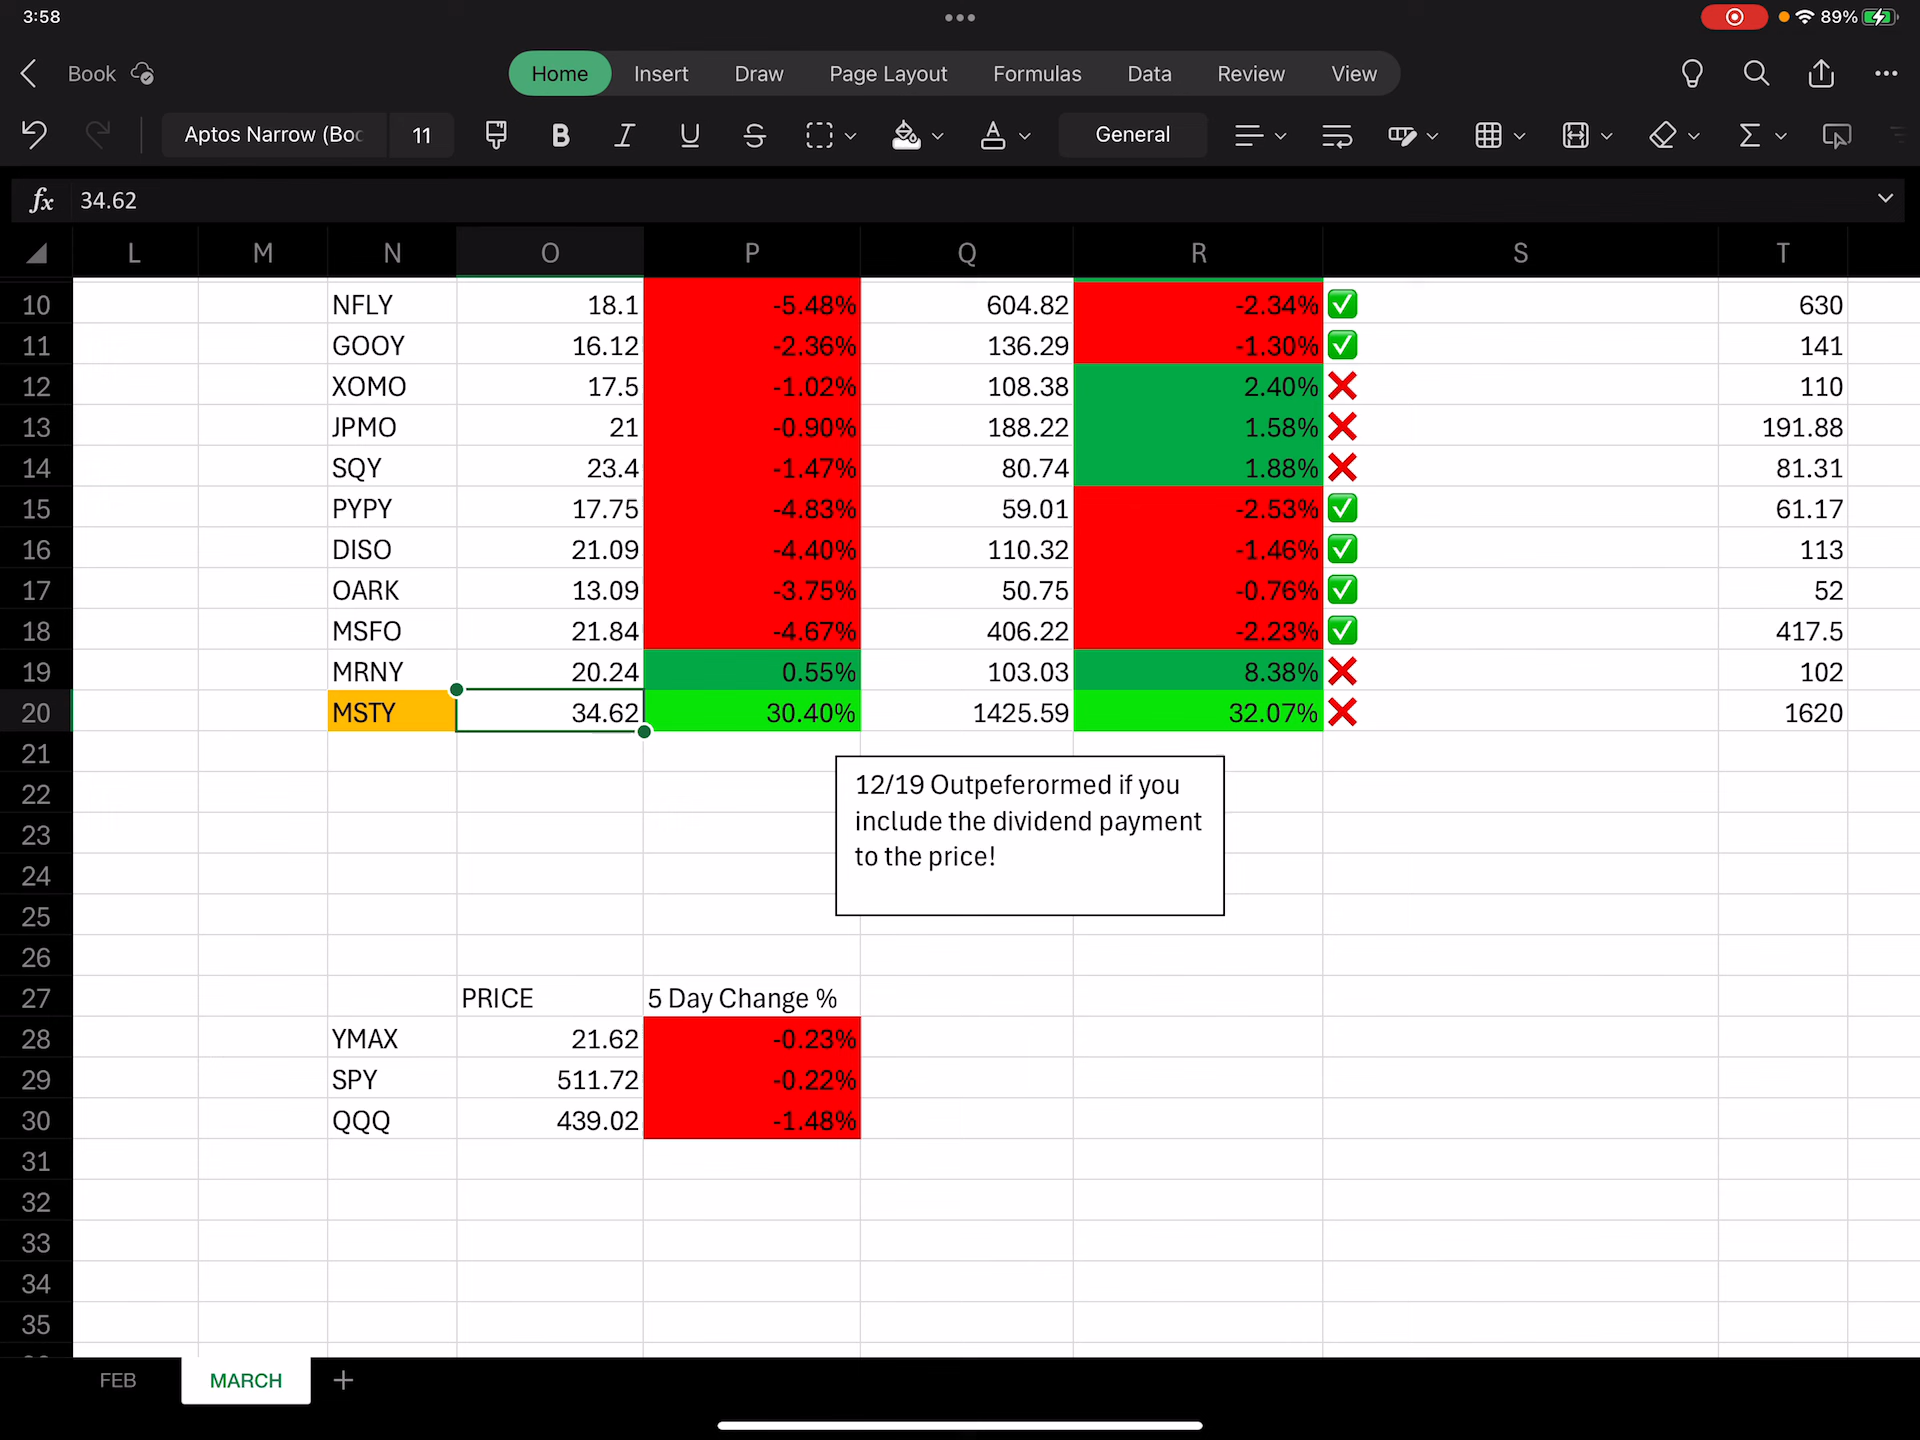 3:58
89%
Book
Home Insert Draw Page Layout Formulas Data Review View
Aptos Narrow (Boc 11 B I U S A General
fx 34.62
L M N O P Q R S T
10 NFLY 18.1 -5.48% 604.82 -2.34% ✅ 630
11 GOOY 16.12 -2.36% 136.29 -1.30% ✅ 141
12 XOMO 17.5 -1.02% 108.38 2.40% ❌ 110
13 JPMO 21 -0.90% 188.22 1.58% ❌ 191.88
14 SQY 23.4 -1.47% 80.74 1.88% ❌ 81.31
15 PYPY 17.75 -4.83% 59.01 -2.53% ✅ 61.17
16 DISO 21.09 -4.40% 110.32 -1.46% ✅ 113
17 OARK 13.09 -3.75% 50.75 -0.76% ✅ 52
18 MSFO 21.84 -4.67% 406.22 -2.23% ✅ 417.5
19 MRNY 20.24 0.55% 103.03 8.38% ❌ 102
20 MSTY 34.62 30.40% 1425.59 32.07% ❌ 1620
21
22
12/19 Outpeferormed if you
include the dividend payment
to the price!
23
24
25
26
27 PRICE 5 Day Change %
28 YMAX 21.62 -0.23%
29 SPY 511.72 -0.22%
30 QQQ 439.02 -1.48%
31
32
33
34
35
FEB MARCH +